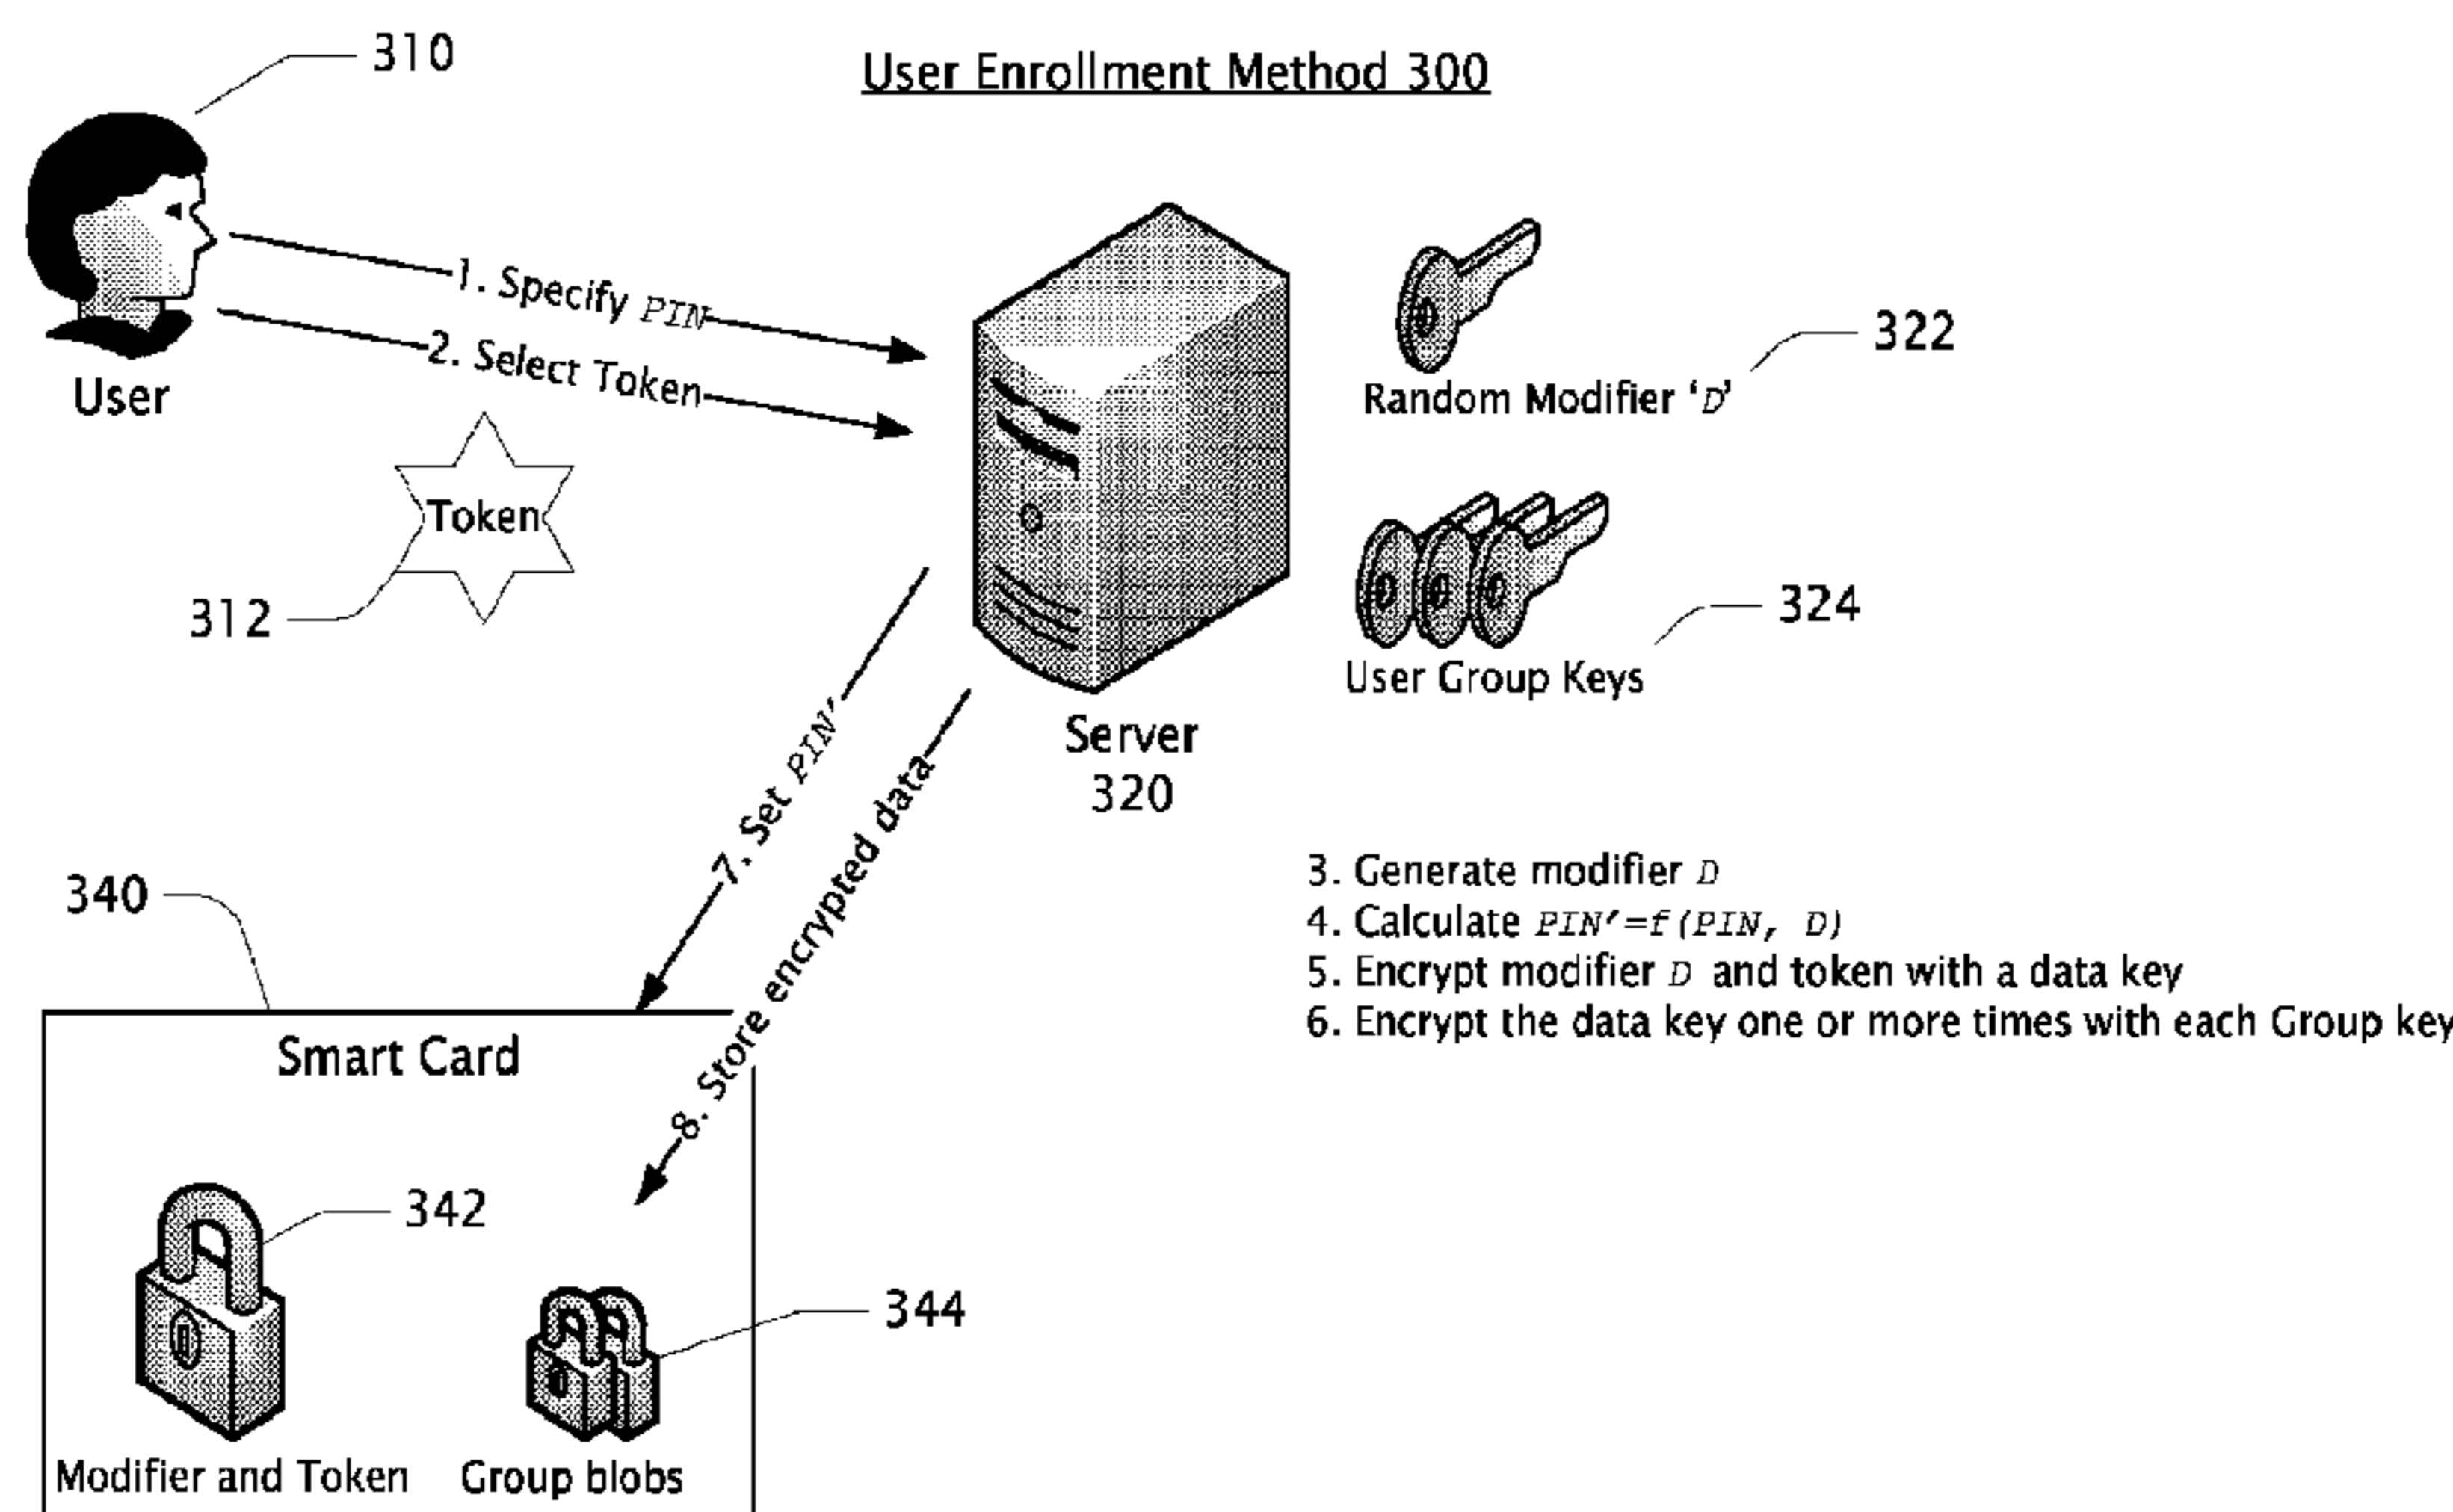 310
User Enrollment Method 300
User
1. Specify PIN
2. Select Token
Token
312
Random Modifier ‘D’
322
324
User Group Keys
Server
320
3. Generate modifier D
4. Calculate PIN’=f(PIN, D)
5. Encrypt modifier D and token with a data key
6. Encrypt the data key one or more times with each Group key
7. Set PIN’
8. Store encrypted data
340
Smart Card
342
344
Modifier and Token
Group blobs